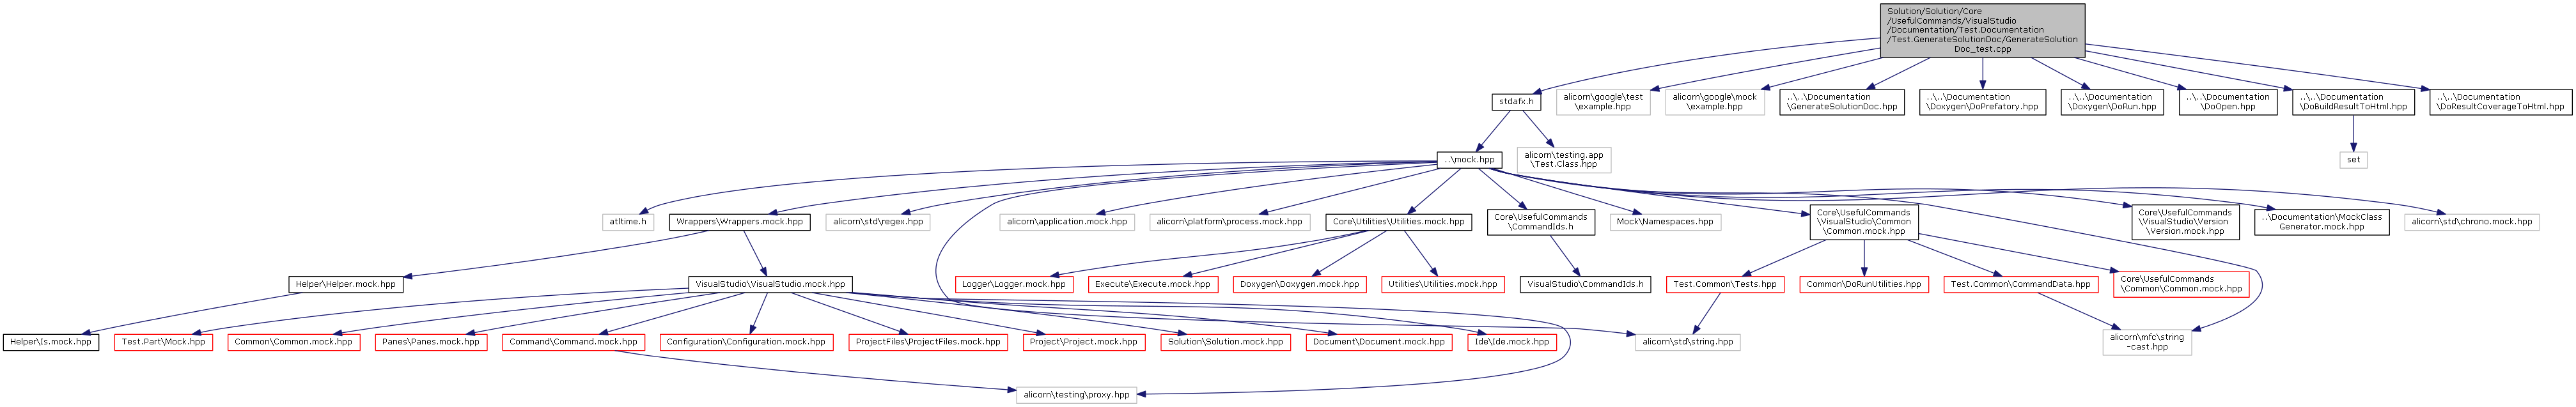 Solution/Solution/Core
/UsefulCommands/VisualStudio
/Documentation/Test.Documentation
/Test.GenerateSolutionDoc/GenerateSolution
Doc_test.cpp
stdafx.h
alicorn\google\test
\example.hpp
alicorn\google\mock
\example.hpp
..\..\Documentation
\GenerateSolutionDoc.hpp
..\..\Documentation
\Doxygen\DoPrefatory.hpp
..\..\Documentation
\Doxygen\DoRun.hpp
..\..\Documentation
\DoOpen.hpp
..\..\Documentation
\DoBuildResultToHtml.hpp
..\..\Documentation
\DoResultCoverageToHtml.hpp
..\mock.hpp
alicorn\testing.app
\Test.Class.hpp
set
atltime.h
Wrappers\Wrappers.mock.hpp
alicorn\std\regex.hpp
alicorn\application.mock.hpp
alicorn\platform\process.mock.hpp
Core\Utilities\Utilities.mock.hpp
Core\UsefulCommands
\CommandIds.h
Mock\Namespaces.hpp
Core\UsefulCommands
\VisualStudio\Common
\Common.mock.hpp
Core\UsefulCommands
\VisualStudio\Version
\Version.mock.hpp
..\Documentation\MockClass
Generator.mock.hpp
alicorn\std\chrono.mock.hpp
Helper\Helper.mock.hpp
VisualStudio\VisualStudio.mock.hpp
Logger\Logger.mock.hpp
Execute\Execute.mock.hpp
Doxygen\Doxygen.mock.hpp
Utilities\Utilities.mock.hpp
VisualStudio\CommandIds.h
Test.Common\Tests.hpp
Common\DoRunUtilities.hpp
Test.Common\CommandData.hpp
Core\UsefulCommands
\Common\Common.mock.hpp
Helper\Is.mock.hpp
Test.Part\Mock.hpp
Common\Common.mock.hpp
Panes\Panes.mock.hpp
Command\Command.mock.hpp
Configuration\Configuration.mock.hpp
ProjectFiles\ProjectFiles.mock.hpp
Project\Project.mock.hpp
Solution\Solution.mock.hpp
Document\Document.mock.hpp
Ide\Ide.mock.hpp
alicorn\std\string.hpp
alicorn\mfc\string
-cast.hpp
alicorn\testing\proxy.hpp